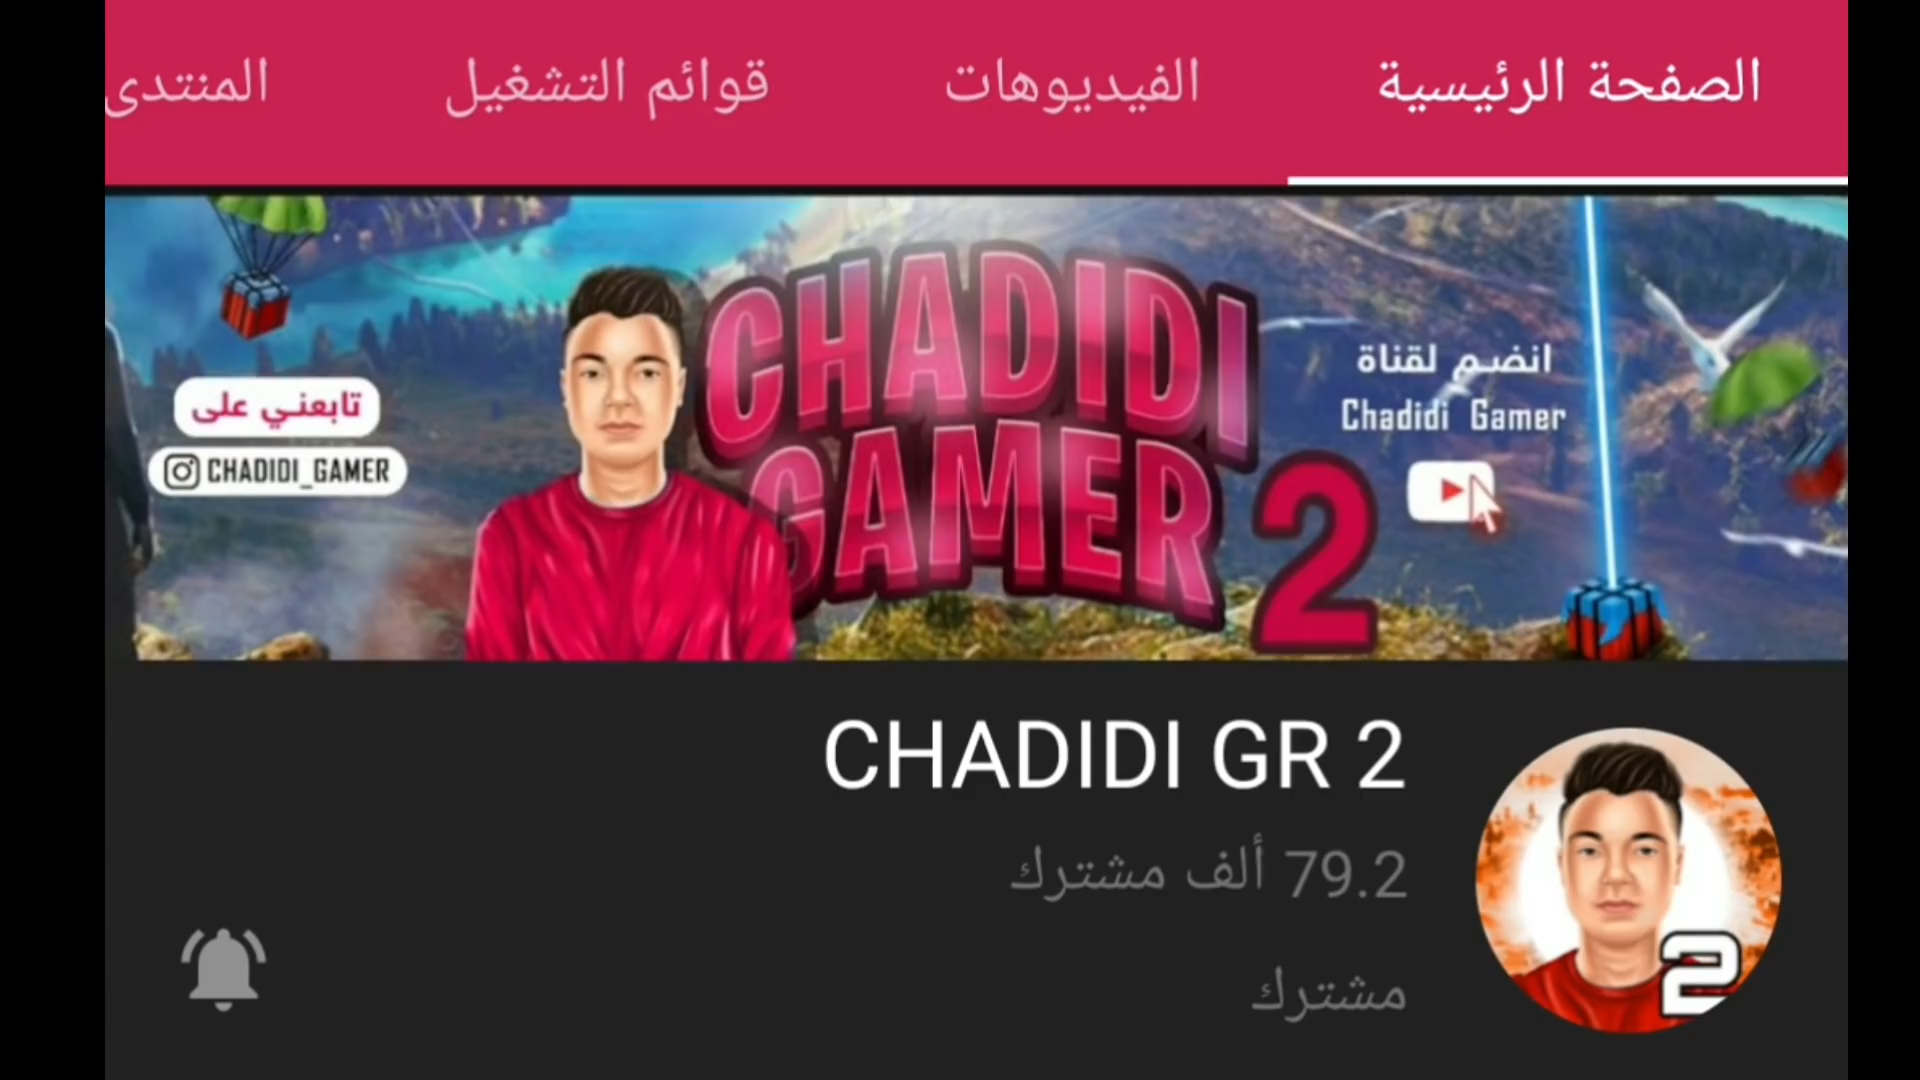 الصفحة الرئيسية
الفيديوهات
قوائم التشغيل
المنتدى
CHADIDI
GAMER 2
انضم لقناة
Chadidi Gamer
تابعني على
CHADIDI_GAMER
CHADIDI GR 2
79.2 ألف مشترك
مشترك
2